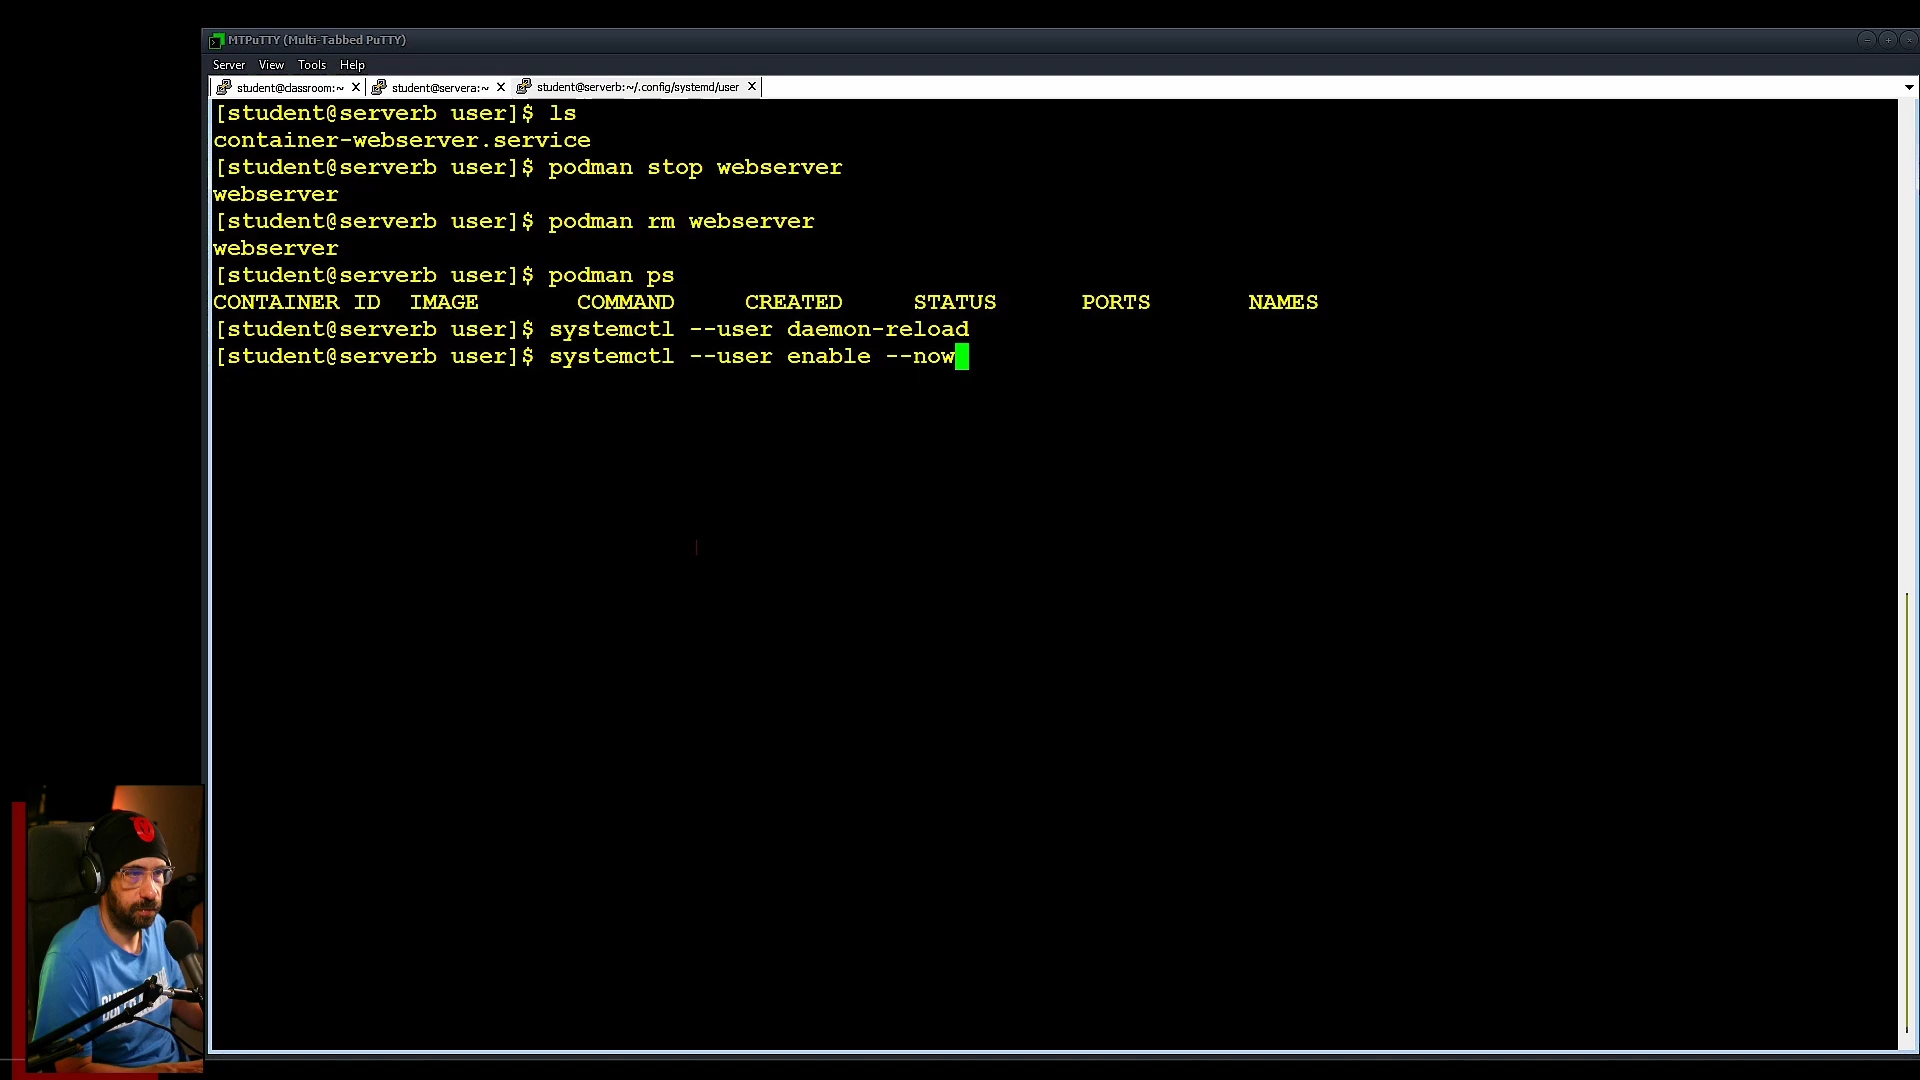 MTPuTTY (Multi-Tabbed PuTTY)
Server View Tools Help
student@classroom:~ student@servera:~ student@serverb:~/.config/systemd/user
[student@serverb user]$ ls
container-webserver.service
[student@serverb user]$ podman stop webserver
webserver
[student@serverb user]$ podman rm webserver
webserver
[student@serverb user]$ podman ps
CONTAINER ID IMAGE COMMAND CREATED STATUS PORTS NAMES
[student@serverb user]$ systemctl --user daemon-reload
[student@serverb user]$ systemctl --user enable --now